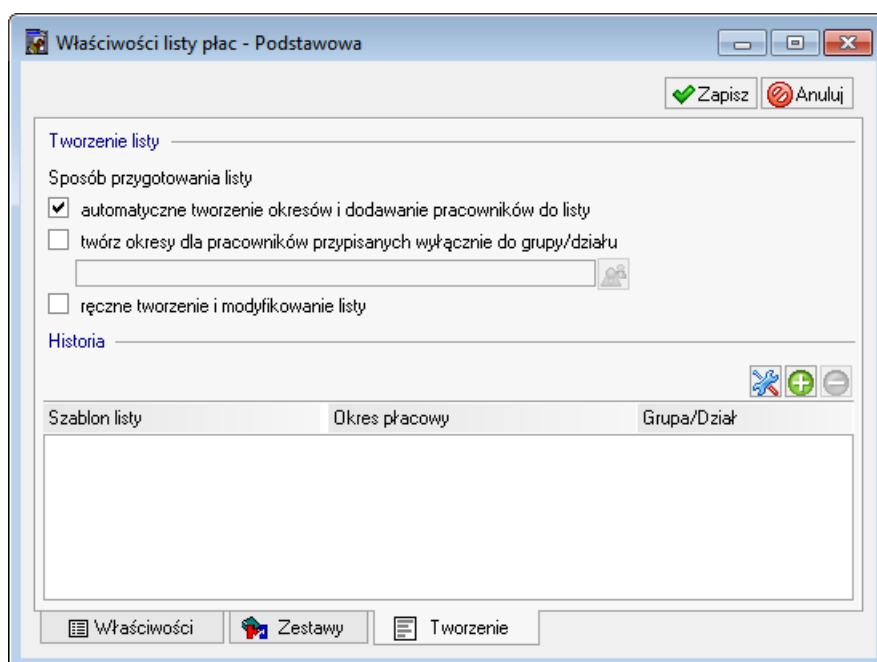 Właściwości listy płac - Podstawowa
Zapisz Anuluj
Tworzenie listy
Sposób przygotowania listy
automatyczne tworzenie okresów i dodawanie pracowników do listy
twórz okresy dla pracowników przypisanych wyłącznie do grupy/działu
ręczne tworzenie i modyfikowanie listy
Historia
Szablon listy Okres płacowy Grupa/Dział
Właściwości Zestawy Tworzenie